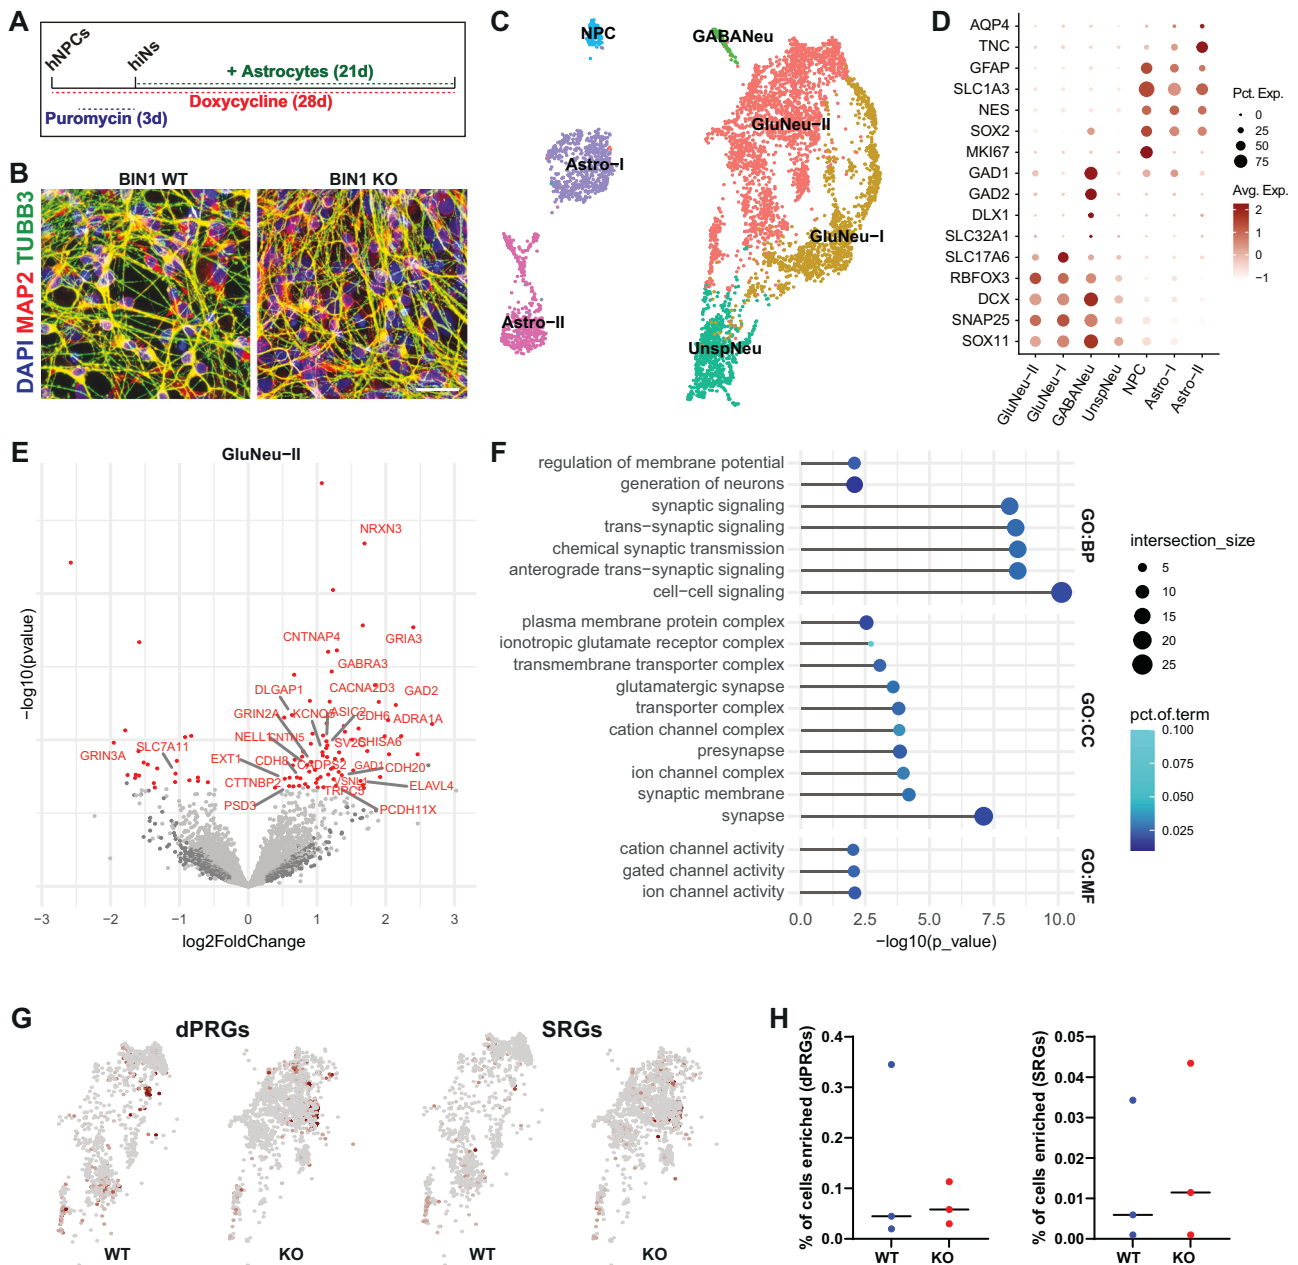 A
hNPCs
hiNs
+ Astrocytes (21d)
Doxycycline (28d)
Puromycin (3d)
B
BIN1 WT
BIN1 KO
DAPI MAP2 TUBB3
C
NPC
GABANeu
GluNeu−II
Astro−I
GluNeu−I
Astro−II
UnspNeu
D
AQP4
TNC
GFAP
SLC1A3
NES
SOX2
MKI67
GAD1
GAD2
DLX1
SLC32A1
SLC17A6
RBFOX3
DCX
SNAP25
SOX11
GluNeu−II
GluNeu−I
GABANeu
UnspNeu
NPC
Astro−I
Astro−II
Pct. Exp.
0
25
50
75
Avg. Exp.
2
1
0
−1
E
GluNeu−II
−log10(pvalue)
NRXN3
CNTNAP4
GRIA3
GABRA3
DLGAP1
CACNA2D3
GAD2
GRIN2A
KCNQ5
ASIC2
CDH6
ADRA1A
NELL1
CNTN5
SV2C
SHISA6
GRIN3A
SLC7A11
EXT1
CDH8
CADPS2
GAD1
CDH20
CTTNBP2
VSNL1
ELAVL4
PSD3
TRPC5
PCDH11X
−3
−2
−1
0
1
2
3
log2FoldChange
F
regulation of membrane potential
generation of neurons
synaptic signaling
trans−synaptic signaling
chemical synaptic transmission
anterograde trans−synaptic signaling
cell−cell signaling
GO:BP
plasma membrane protein complex
ionotropic glutamate receptor complex
transmembrane transporter complex
glutamatergic synapse
transporter complex
cation channel complex
presynapse
ion channel complex
synaptic membrane
synapse
GO:CC
cation channel activity
gated channel activity
ion channel activity
GO:MF
0.0
2.5
5.0
7.5
10.0
−log10(p_value)
intersection_size
5
10
15
20
25
pct.of.term
0.100
0.075
0.050
0.025
G
dPRGs
SRGs
WT
KO
WT
KO
H
% of cells enriched (dPRGs)
0.4
0.3
0.2
0.1
0.0
WT
KO
% of cells enriched (SRGs)
0.05
0.04
0.03
0.02
0.01
0.00
WT
KO